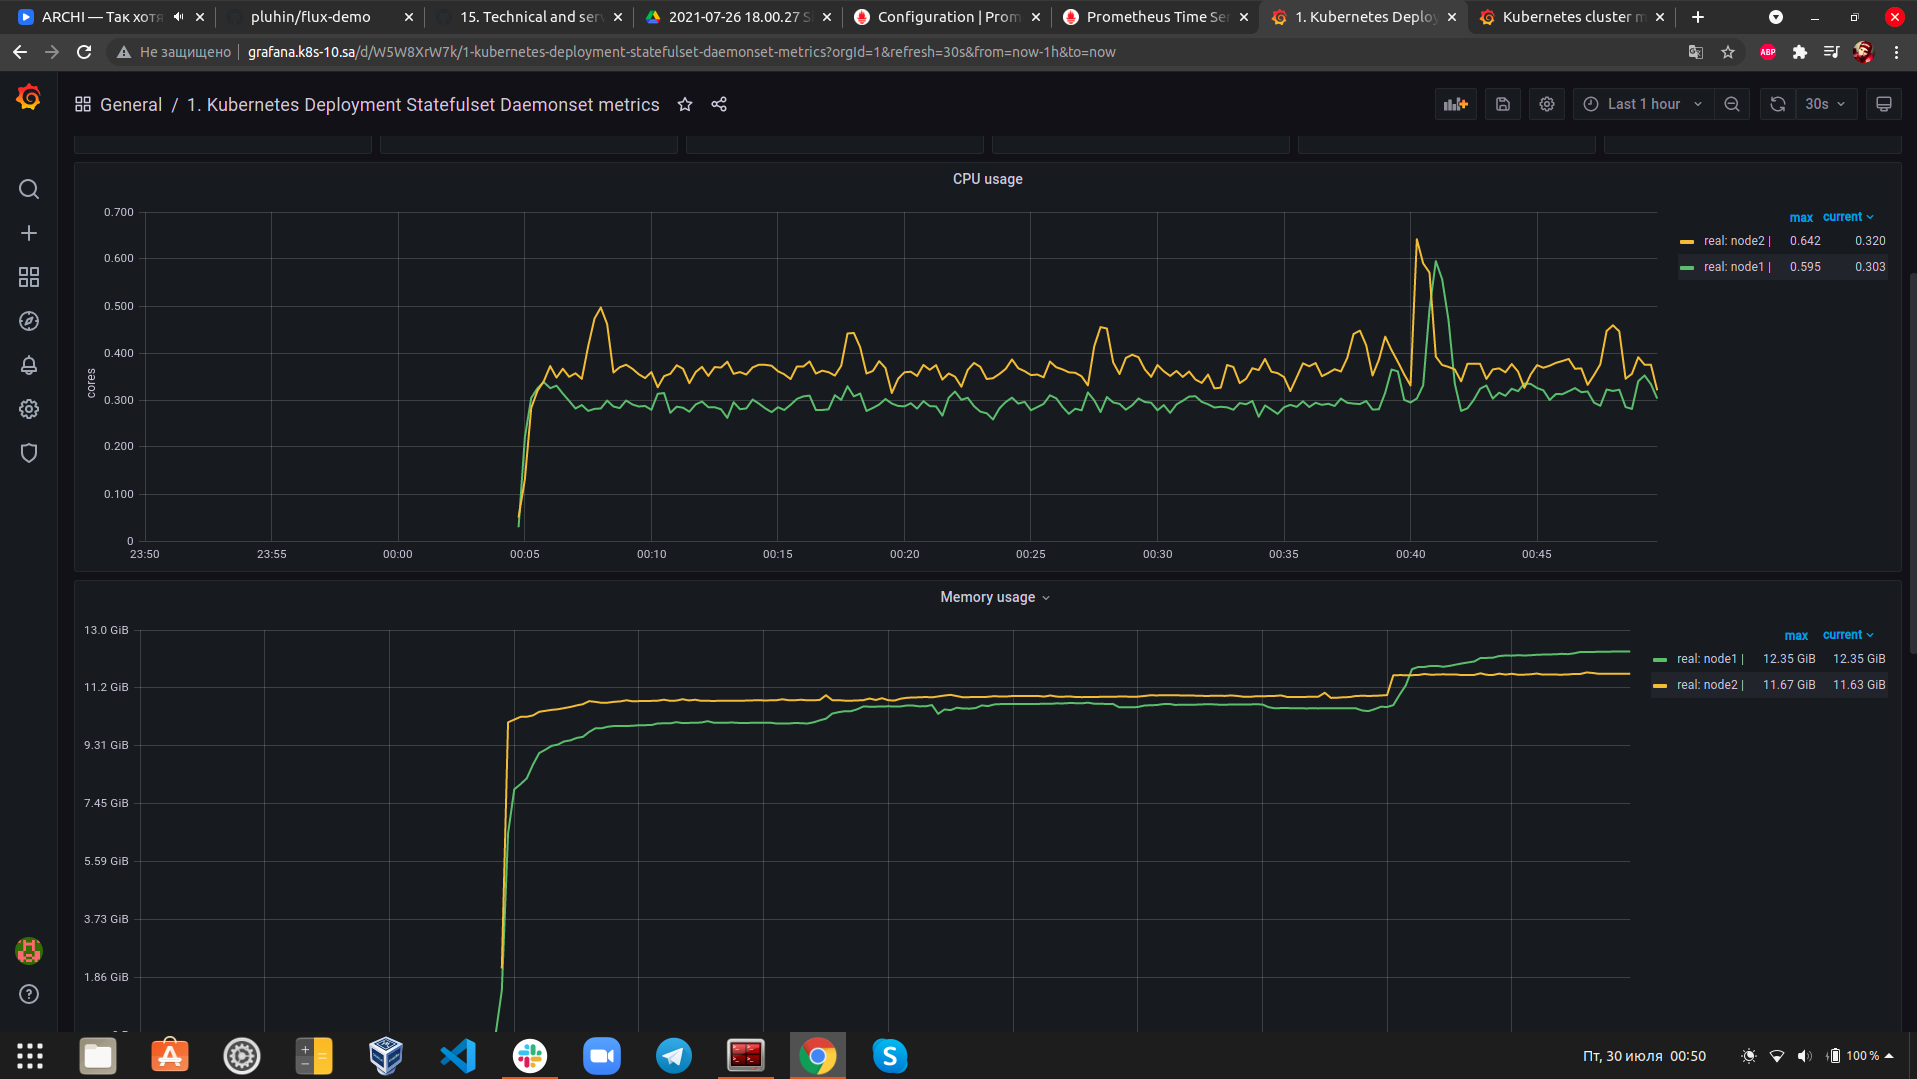 ARCHI — Так хотя
pluhin/flux-demo
15. Technical and serv
2021-07-26 18.00.27 S
Configuration | Prom
Prometheus Time Se
1. Kubernetes Deploy
Kubernetes cluster m
Не защищено
grafana.k8s-10.sa/d/W5W8XrW7k/1-kubernetes-deployment-statefulset-daemonset-metrics?orgId=1&refresh=30s&from=now-1h&to=now
ABP
General / 1. Kubernetes Deployment Statefulset Daemonset metrics
Last 1 hour
30s
CPU usage
cores
0.700
0.600
0.500
0.400
0.300
0.200
0.100
0
23:50 23:55 00:00 00:05 00:10 00:15 00:20 00:25 00:30 00:35 00:40 00:45
max current
real: node2 | 0.642 0.320
real: node1 | 0.595 0.303
Memory usage
13.0 GiB
11.2 GiB
9.31 GiB
7.45 GiB
5.59 GiB
3.73 GiB
1.86 GiB
max current
real: node1 | 12.35 GiB 12.35 GiB
real: node2 | 11.67 GiB 11.63 GiB
Пт, 30 июля 00:50
100 %